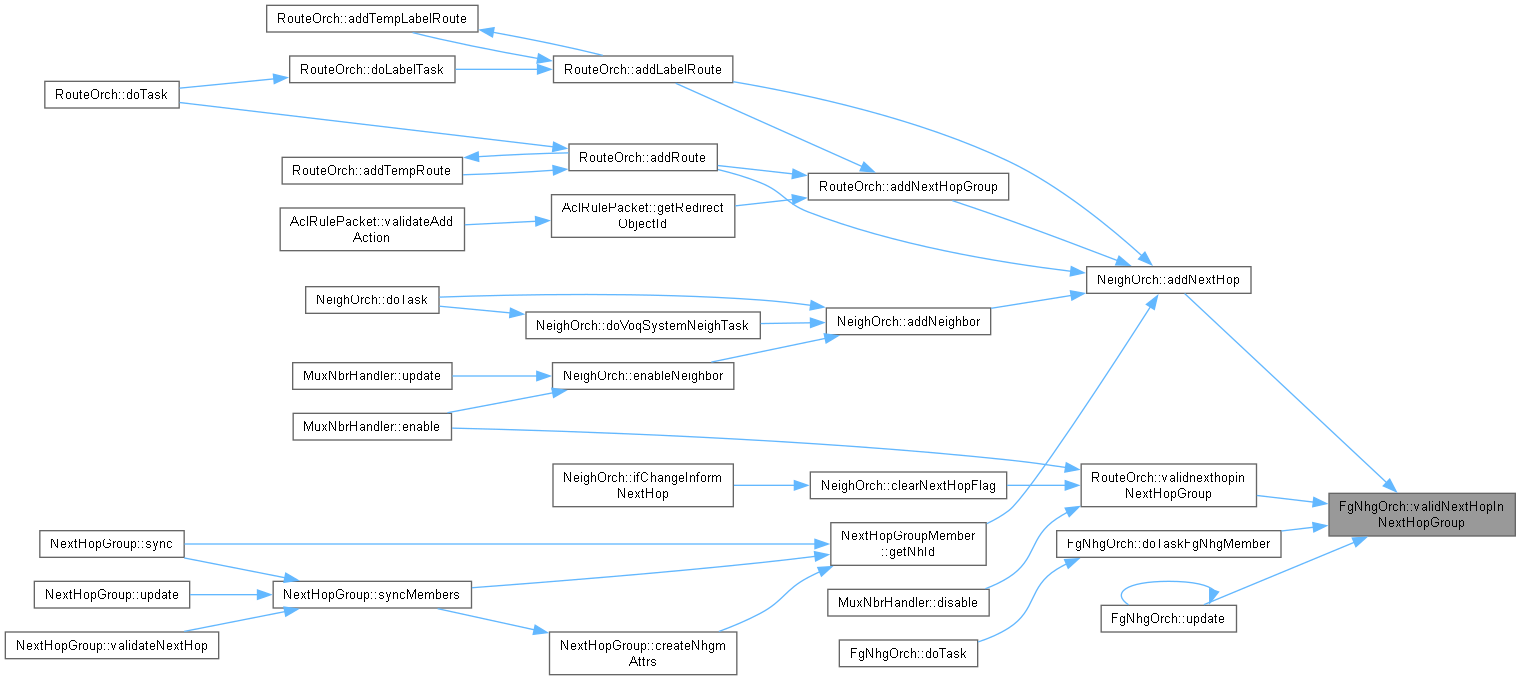 RouteOrch::addTempLabelRoute
RouteOrch::doLabelTask
RouteOrch::addLabelRoute
RouteOrch::doTask
RouteOrch::addRoute
RouteOrch::addTempRoute
RouteOrch::addNextHopGroup
AclRulePacket::getRedirect
ObjectId
AclRulePacket::validateAdd
Action
NeighOrch::addNextHop
NeighOrch::doTask
NeighOrch::doVoqSystemNeighTask
NeighOrch::addNeighbor
MuxNbrHandler::update
NeighOrch::enableNeighbor
MuxNbrHandler::enable
NeighOrch::ifChangeInform
NextHop
NeighOrch::clearNextHopFlag
RouteOrch::validnexthopin
NextHopGroup
FgNhgOrch::validNextHopIn
NextHopGroup
NextHopGroup::sync
NextHopGroupMember
::getNhId
FgNhgOrch::doTaskFgNhgMember
NextHopGroup::update
NextHopGroup::syncMembers
MuxNbrHandler::disable
FgNhgOrch::update
NextHopGroup::validateNextHop
NextHopGroup::createNhgm
Attrs
FgNhgOrch::doTask